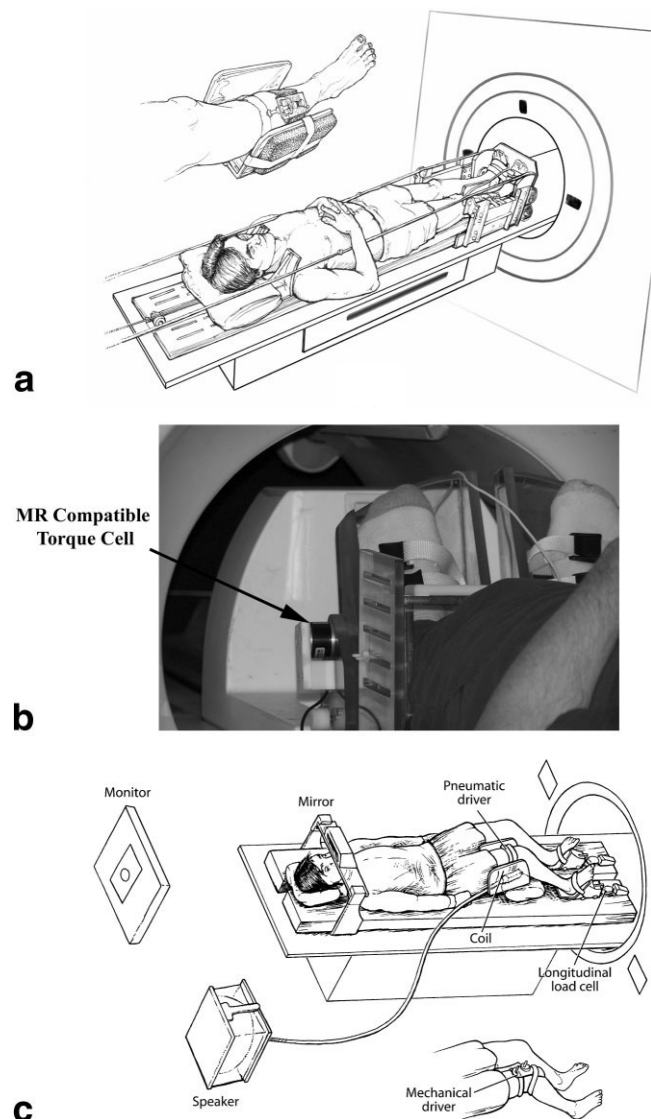 a
MR Compatible
Torque Cell
b
Monitor
Mirror
Pneumatic
driver
Coil
Longitudinal
load cell
Speaker
Mechanical
driver
c